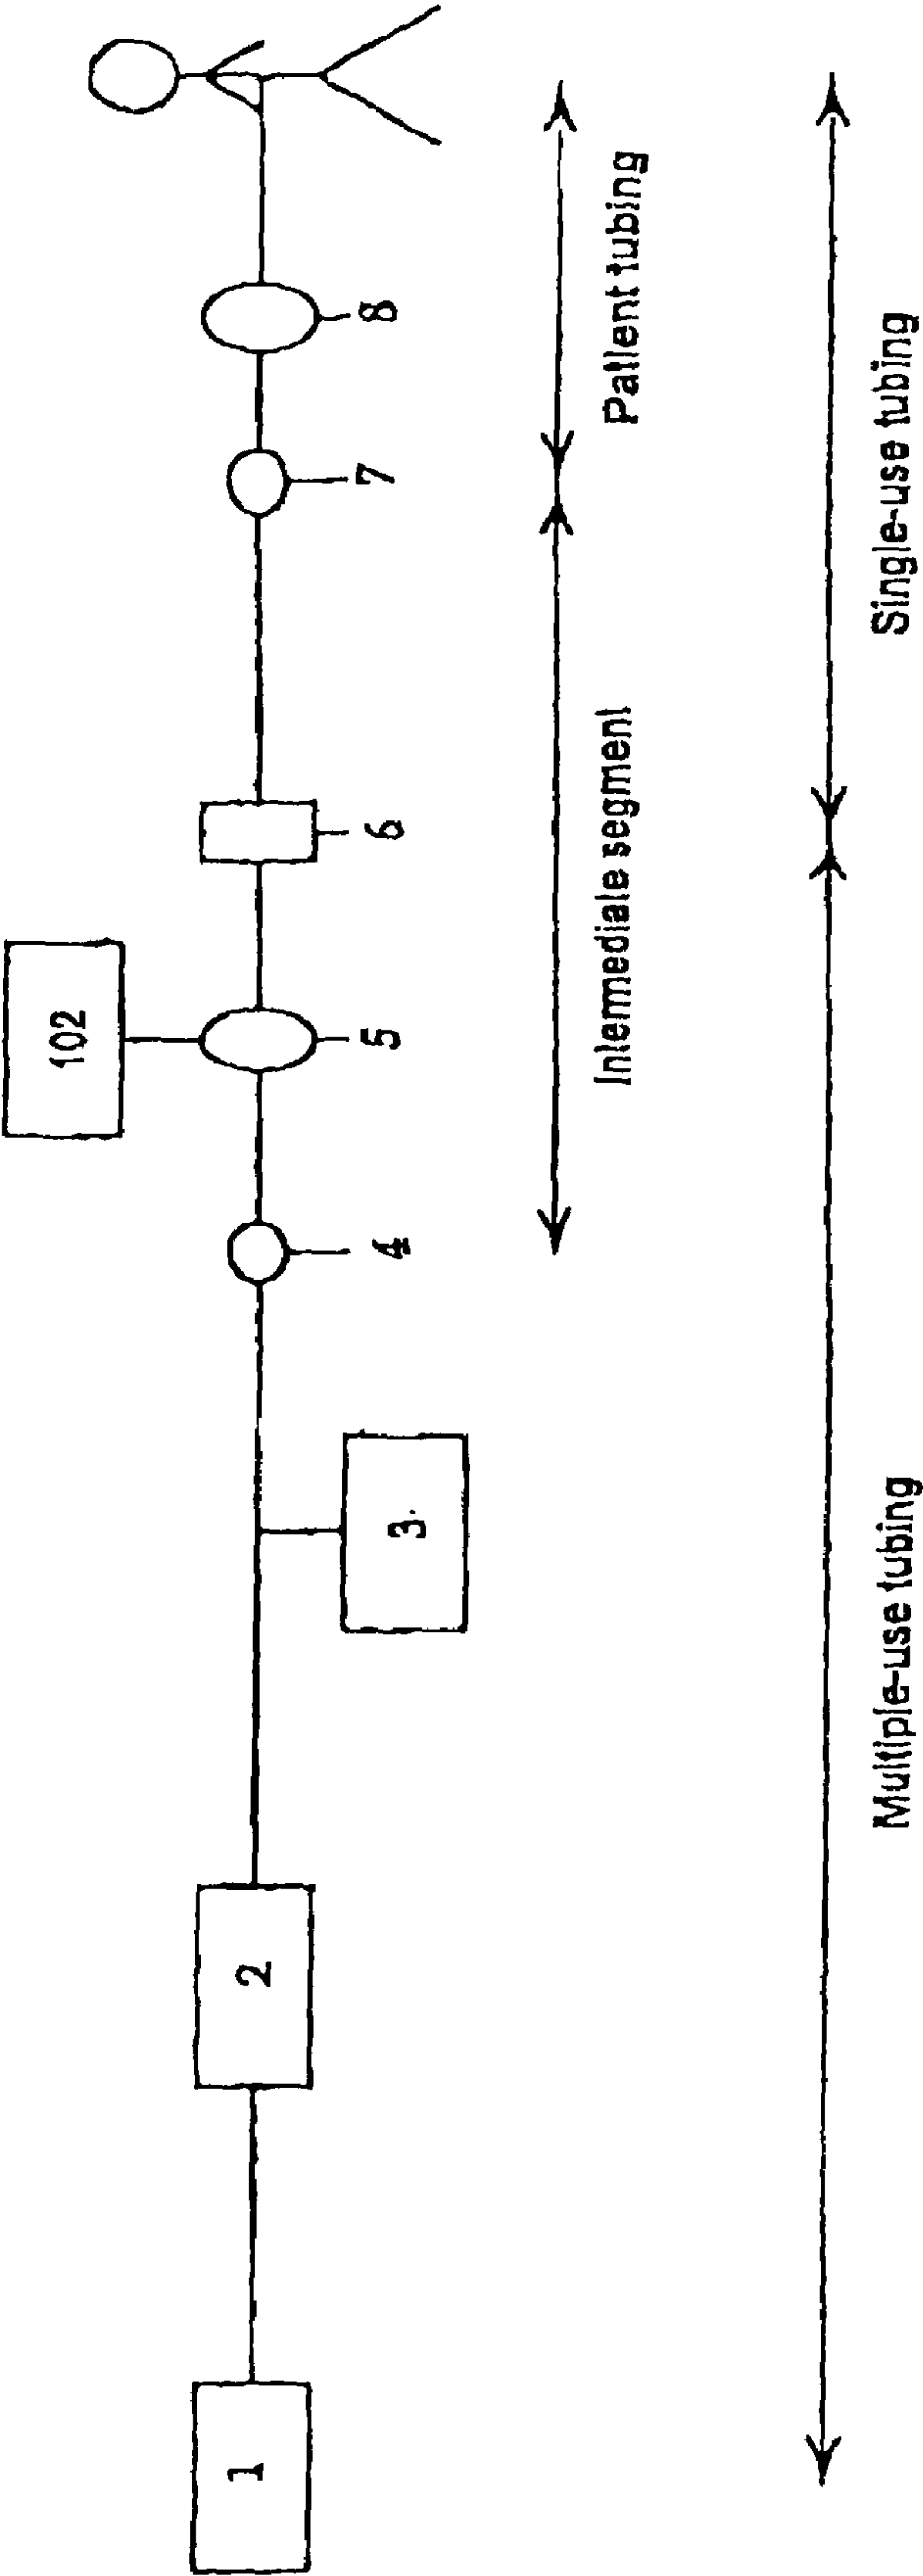 102
1
2
3
4
5
6
7
8
Intermediate segment
Patient tubing
Multiple-use tubing
Single-use tubing